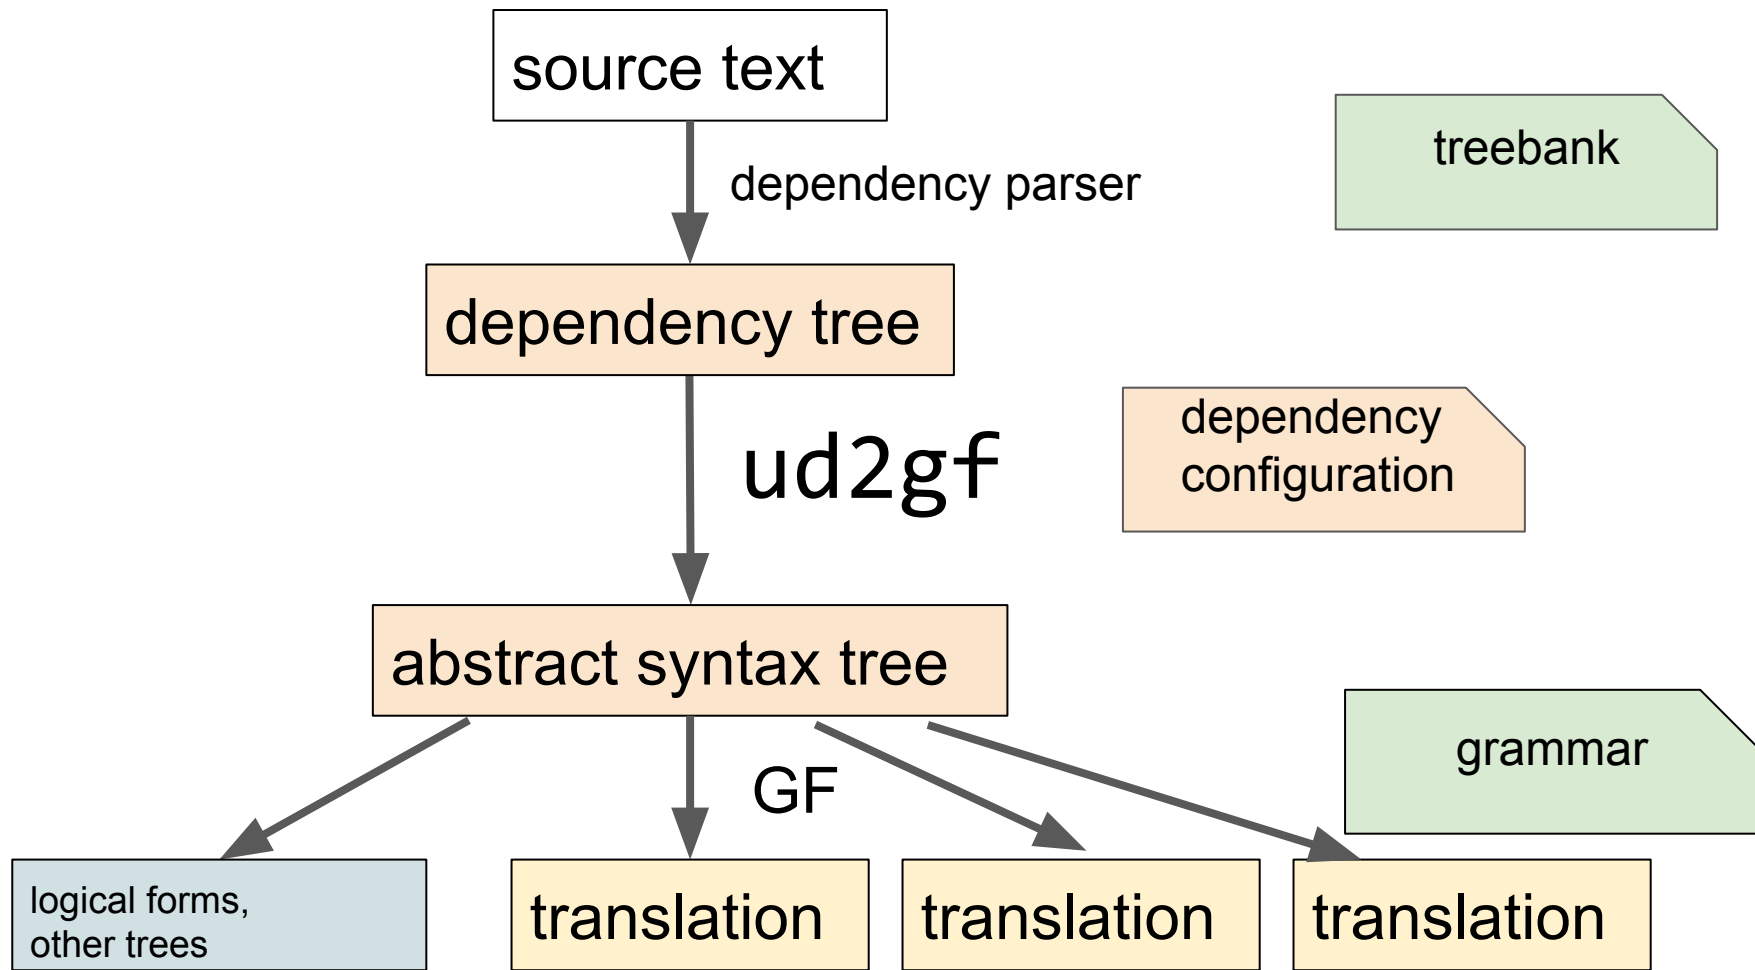 source text
treebank
dependency parser
dependency tree
dependency
configuration
ud2gf
abstract syntax tree
grammar
GF
logical forms,
other trees
translation
translation
translation